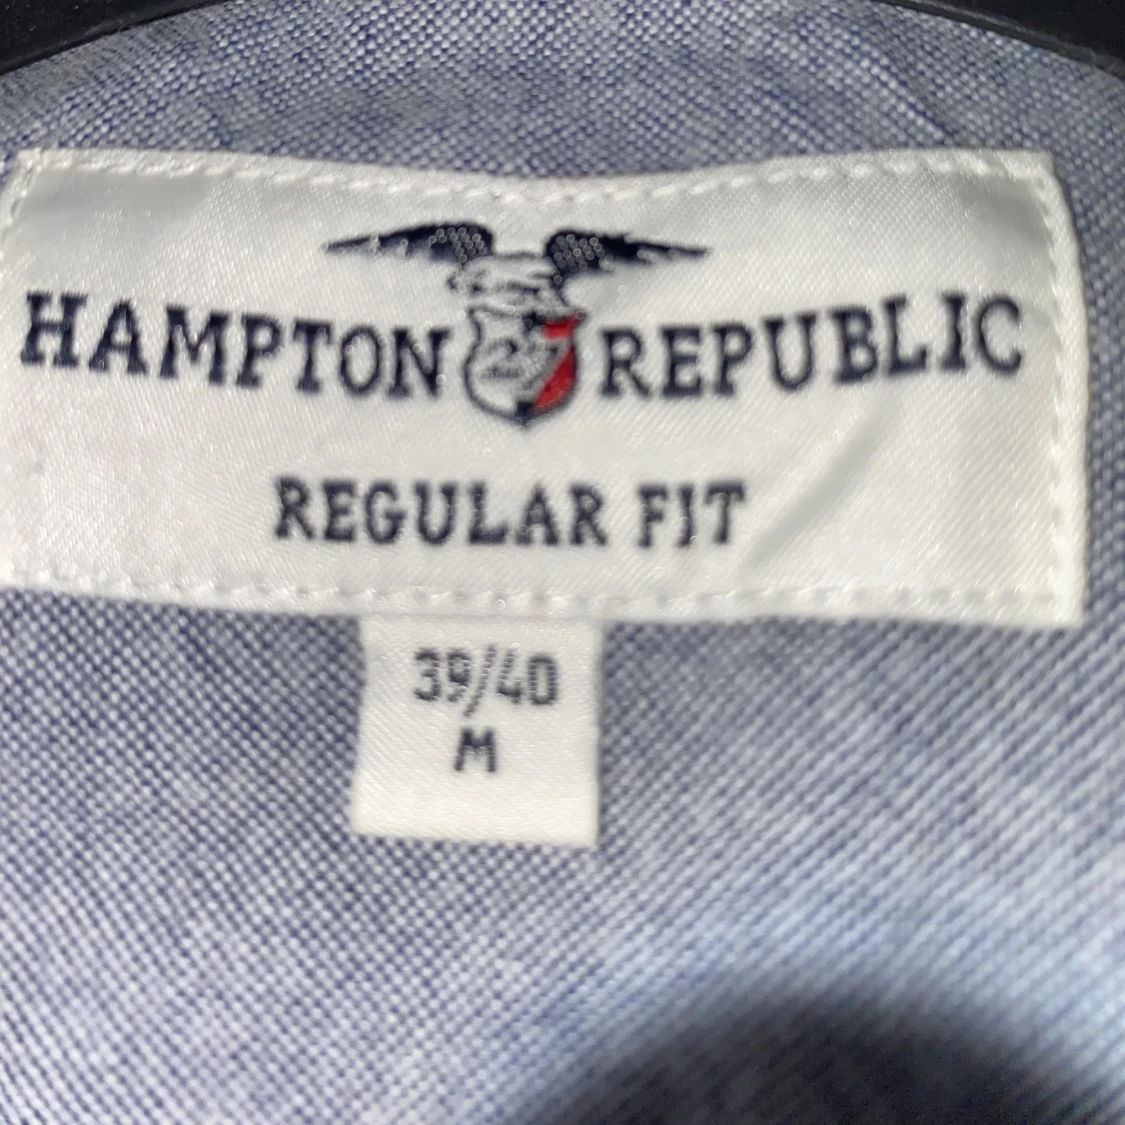 HAMPTON 27 REPUBLIC
REGULAR FIT
39/40
M